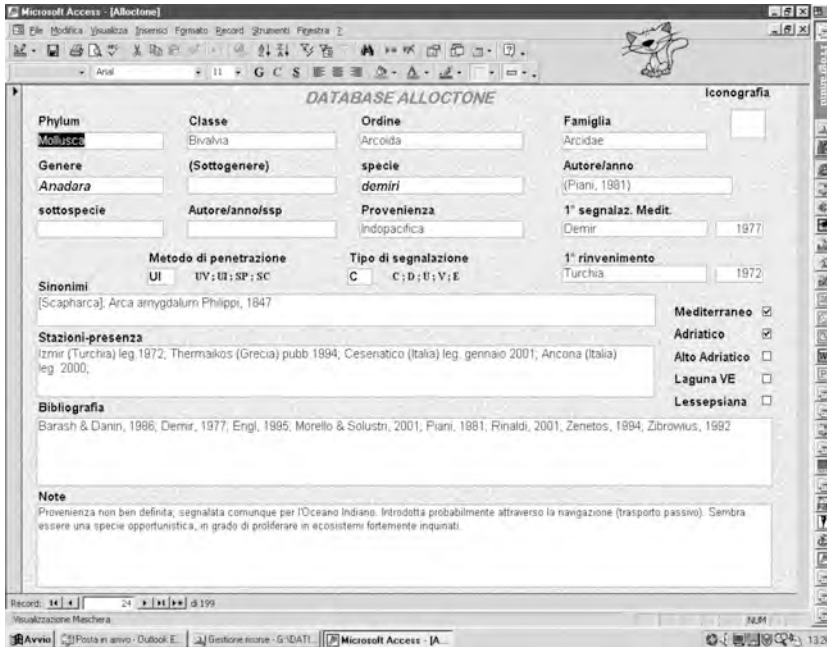 Microsoft Access - [Alloctone]
File Modifica Visualizza Inserisci Formato Record Strumenti Finestra ?
Arial 11 G C S
DATABASE ALLOCTONE
Iconografia
Phylum Classe Ordine Famiglia
Mollusca Bivalvia Arcoida Arcidae
Genere (Sottogenere) specie Autore/anno
Anadara demiri (Piani, 1981)
sottospecie Autore/anno/ssp Provenienza 1° segnalaz. Medit.
Indopacifica Demir 1977
Metodo di penetrazione Tipo di segnalazione 1° rinvenimento
UI UV; UI; SP; SC C C; D; U; V; E Turchia 1972
Sinonimi
[Scapharca]; Arca amygdalum Philippi, 1847
Mediterraneo
Adriatico
Alto Adriatico
Laguna VE
Lessepsiana
Stazioni-presenza
Izmir (Turchia) leg.1972; Thermaikos (Grecia) pubb.1994; Cesenatico (Italia) leg. gennaio 2001; Ancona (Italia)
leg. 2000;
Bibliografia
Barash & Danin, 1986; Demir, 1977; Engl, 1995; Morello & Solustri, 2001; Piani, 1981; Rinaldi, 2001; Zenetos, 1994; Zibrowius, 1992
Note
Provenienza non ben definita; segnalata comunque per l'Oceano Indiano. Introdotta probabilmente attraverso la navigazione (trasporto passivo). Sembra
essere una specie opportunistica, in grado di proliferare in ecosistemi fortemente inquinati.
Record: 24 di 199
Visualizzazione Maschera NUM
Avvio Posta in arrivo - Outlook E... Gestione risorse - G:\DATI... Microsoft Access - [A...